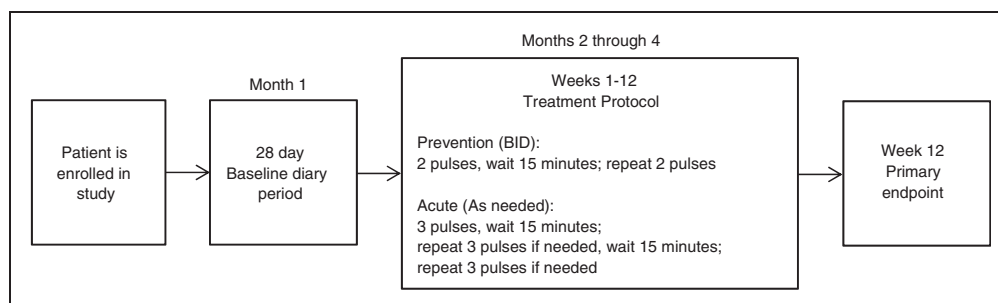 Months 2 through 4
Month 1
Patient is
enrolled in
study
28 day
Baseline diary
period
Weeks 1-12
Treatment Protocol
Prevention (BID):
2 pulses, wait 15 minutes; repeat 2 pulses
Acute (As needed):
3 pulses, wait 15 minutes;
repeat 3 pulses if needed, wait 15 minutes;
repeat 3 pulses if needed
Week 12
Primary
endpoint